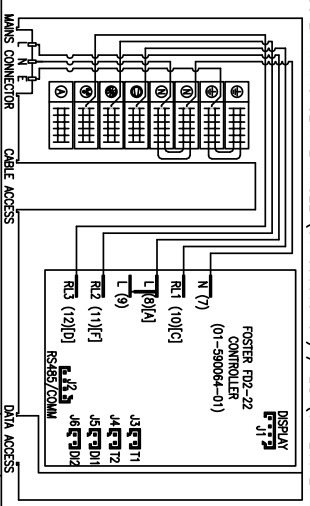 MAINS CONNECTOR
L
N
E
CABLE ACCESS
DATA ACCESS
N
N
N (7)
RL1 (10)[C]
L (8)[A]
L (9)
RL2 (11)[F]
RL3 (12)[D]
FOSTER FD2-22
CONTROLLER
(01-590064-01)
DISPLAY
J1
J2
RS485/COMM
J3 T1
J4 T2
J5 DI1
J6 DI2